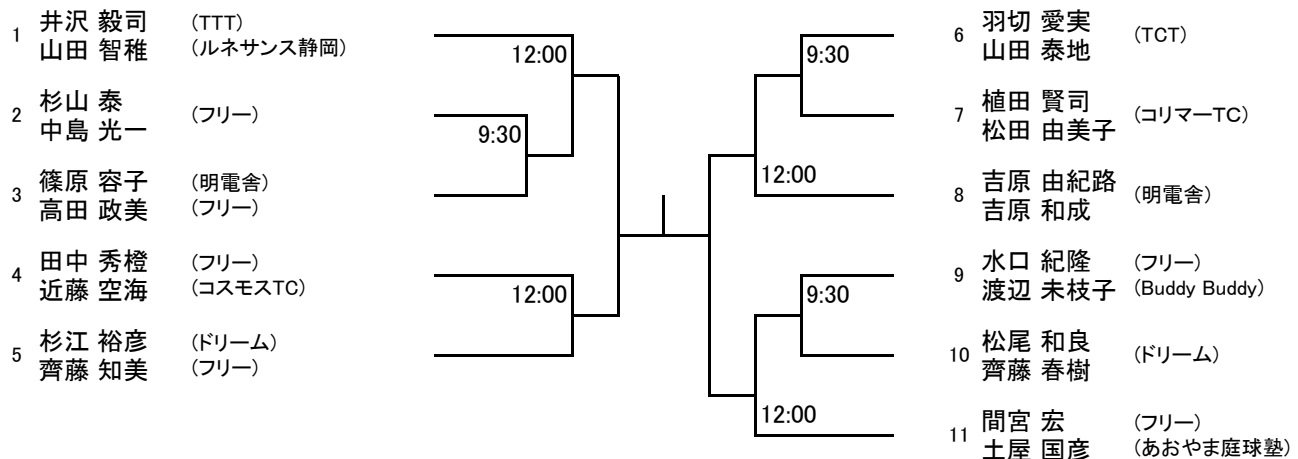 1 井沢 毅司 (TTT)
山田 智稚 (ルネサンス静岡)
12:00
2 杉山 泰
中島 光一 (フリー)
9:30
3 篠原 容子 (明電舎)
高田 政美 (フリー)
4 田中 秀橙 (フリー)
近藤 空海 (コスモスTC)
12:00
5 杉江 裕彦 (ドリーム)
齊藤 知美 (フリー)
6 羽切 愛実
山田 泰地 (TCT)
9:30
7 植田 賢司
松田 由美子 (コリマーTC)
12:00
8 吉原 由紀路
吉原 和成 (明電舎)
9 水口 紀隆 (フリー)
渡辺 未枝子 (Buddy Buddy)
9:30
10 松尾 和良
齊藤 春樹 (ドリーム)
12:00
11 間宮 宏 (フリー)
土屋 国彦 (あおやま庭球塾)